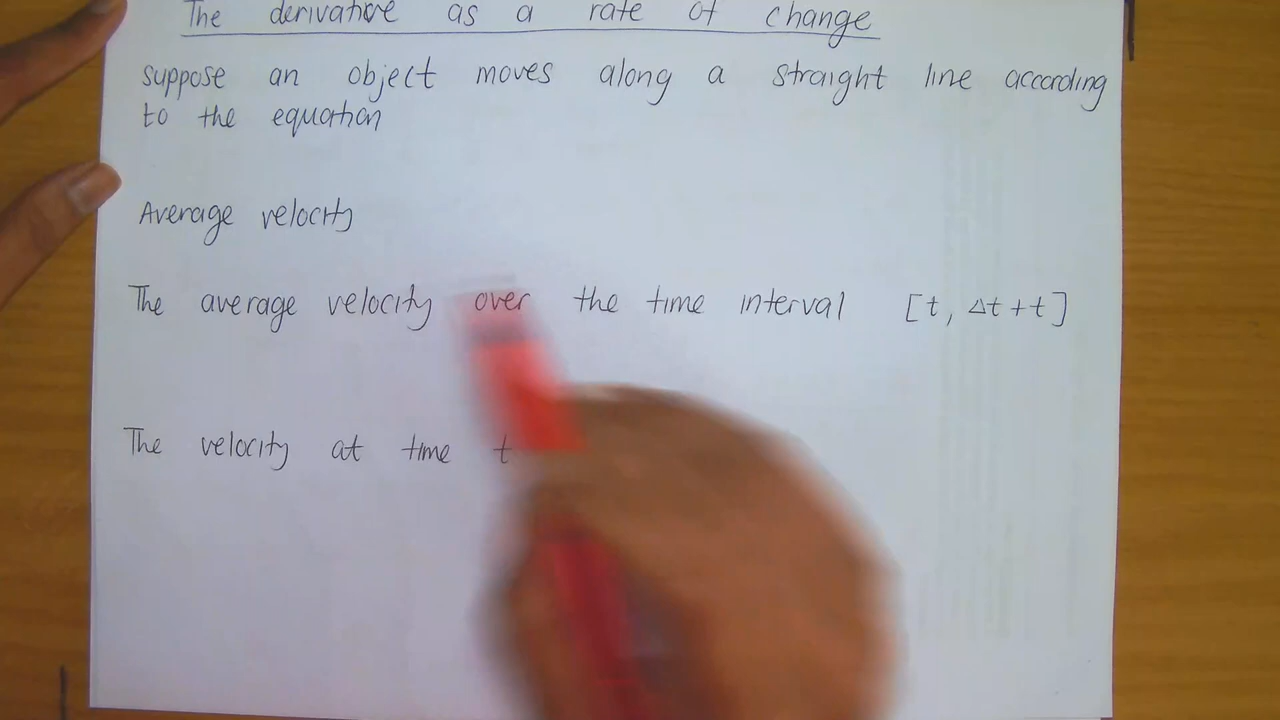 The derivative as a rate of change
suppose an object moves along a straight line according
to the equation
Average velocity
The average velocity over the time interval [t, Δt+t]
The velocity at time t